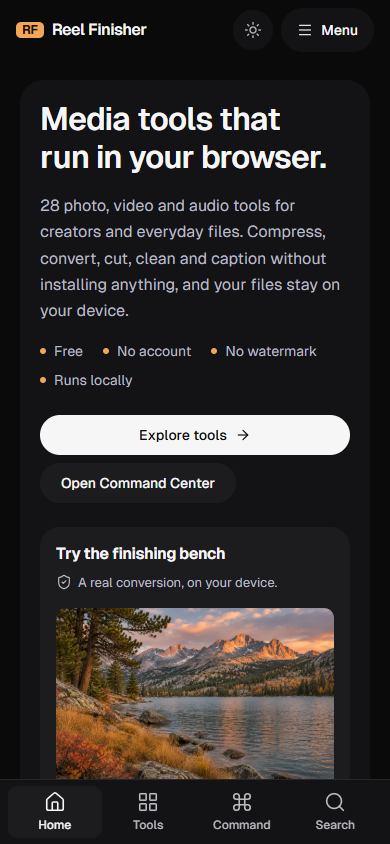 RF Reel Finisher
Menu
Media tools that
run in your browser.
28 photo, video and audio tools for
creators and everyday files. Compress,
convert, cut, clean and caption without
installing anything, and your files stay on
your device.
Free
No account
No watermark
Runs locally
Explore tools
Open Command Center
Try the finishing bench
A real conversion, on your device.
Home
Tools
Command
Search